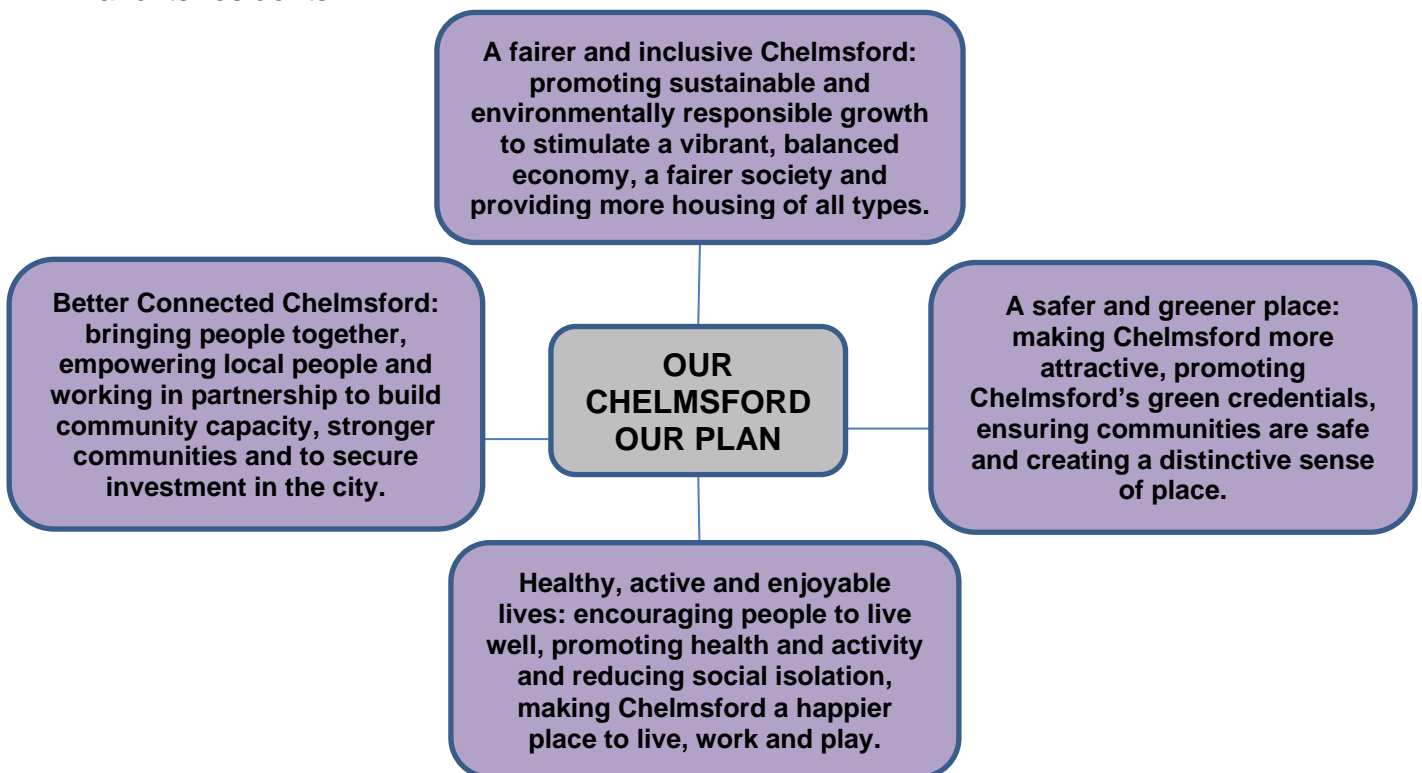 A fairer and inclusive Chelmsford:
promoting sustainable and
environmentally responsible growth
to stimulate a vibrant, balanced
economy, a fairer society and
providing more housing of all types.
Better Connected Chelmsford:
bringing people together,
empowering local people and
working in partnership to build
community capacity, stronger
communities and to secure
investment in the city.
OUR
CHELMSFORD
OUR PLAN
A safer and greener place:
making Chelmsford more
attractive, promoting
Chelmsford’s green credentials,
ensuring communities are safe
and creating a distinctive sense
of place.
Healthy, active and enjoyable
lives: encouraging people to live
well, promoting health and activity
and reducing social isolation,
making Chelmsford a happier
place to live, work and play.